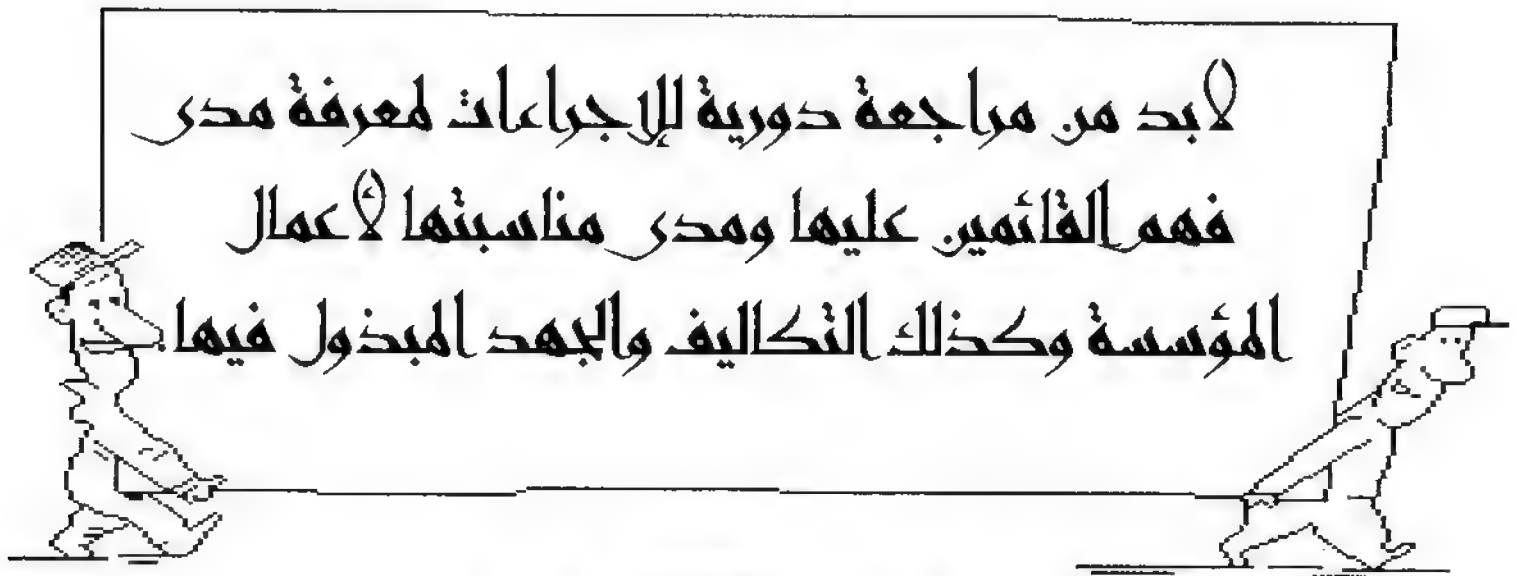 لابد من مراجعة دورية للإجراءات لمعرفة مدى
فهم القائمين عليها ومدى مناسبتها لأعمال
المؤسسة وكذلك التكاليف والجهد المبذول فيها